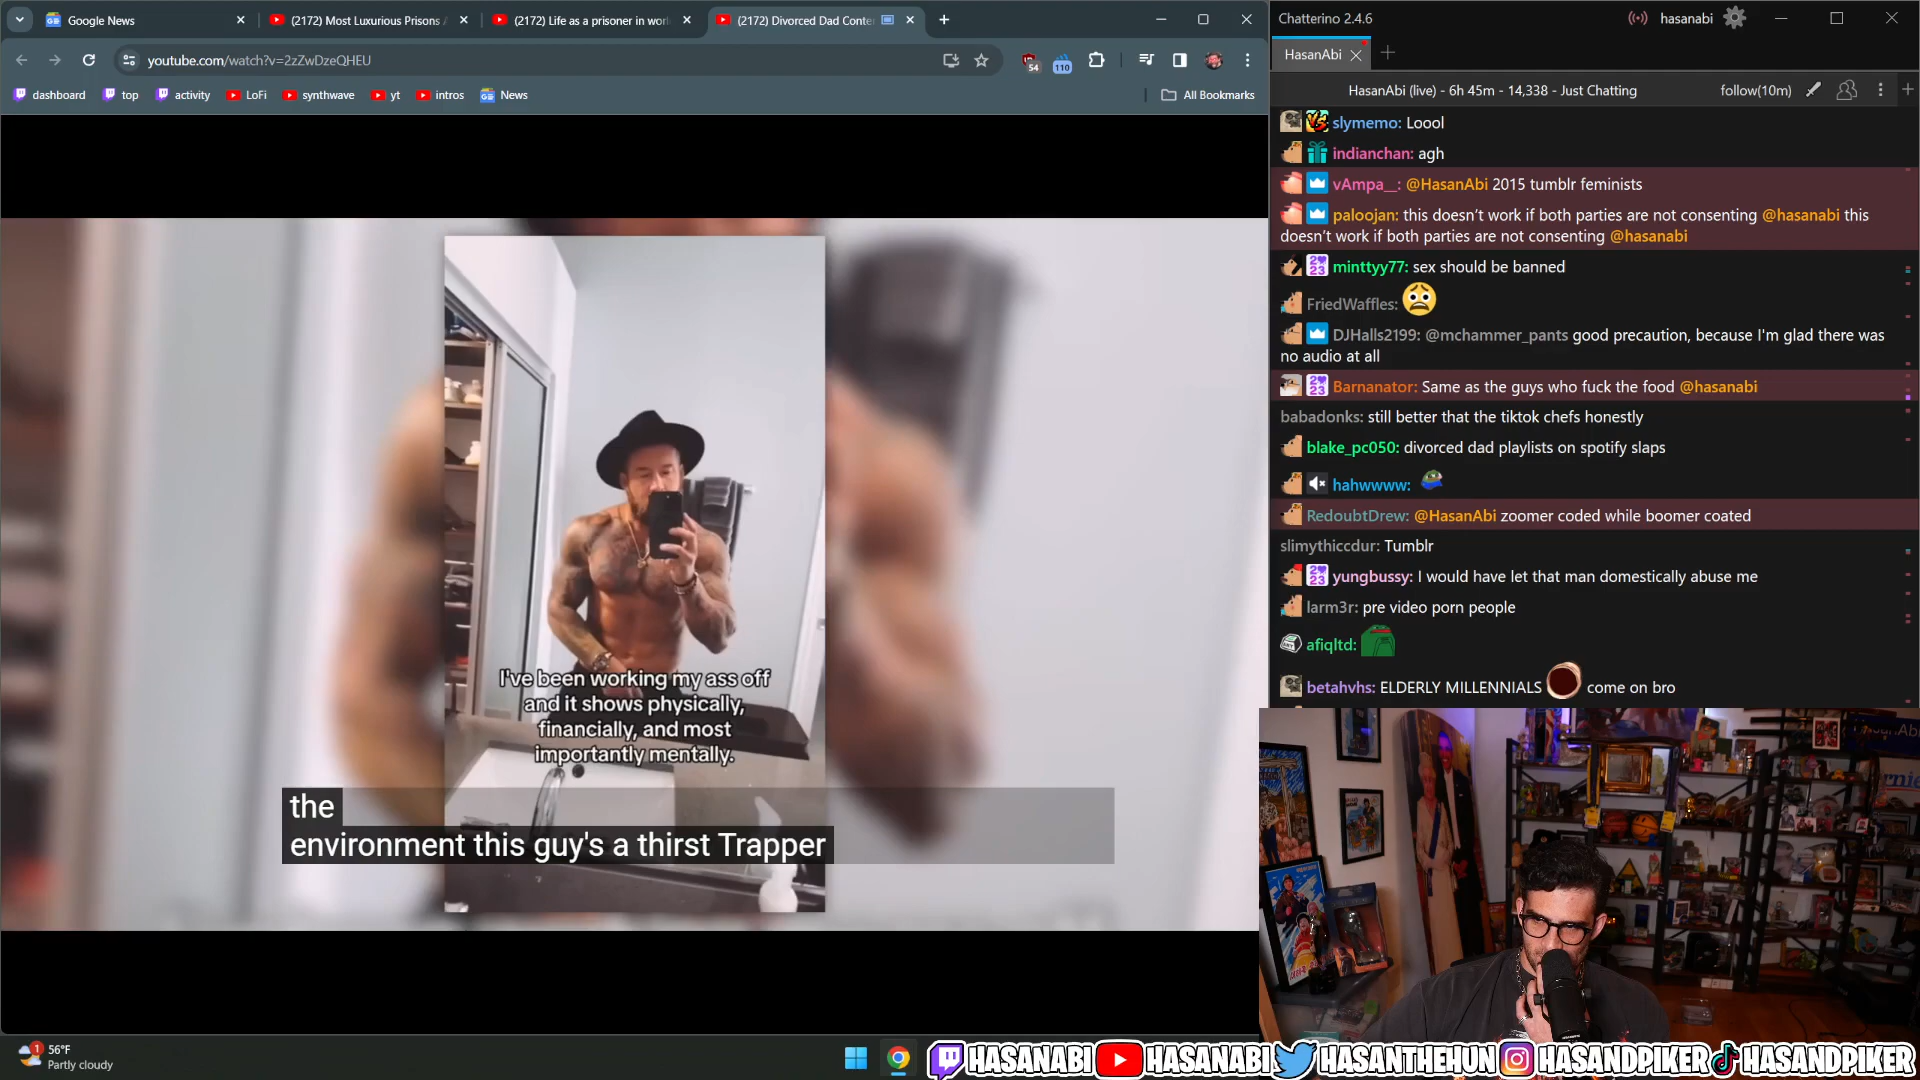 Google News
(2172) Most Luxurious Prisons
(2172) Life as a prisoner in wor
(2172) Divorced Dad Conte
youtube.com/watch?v=2zZwDzeQHEU
54
110
dashboard
top
activity
LoFi
synthwave
yt
intros
News
All Bookmarks
I've been working my ass off
and it shows physically,
financially, and most
importantly mentally.
the
environment this guy's a thirst Trapper
Chatterino 2.4.6
hasanabi
HasanAbi
HasanAbi (live) - 6h 45m - 14,338 - Just Chatting
follow(10m)
slymemo: Loool
indianchan: agh
vAmpa__: @HasanAbi 2015 tumblr feminists
paloojan: this doesn't work if both parties are not consenting @hasanabi this
doesn't work if both parties are not consenting @hasanabi
minttyy77: sex should be banned
FriedWaffles:
DJHalls2199: @mchammer_pants good precaution, because I'm glad there was
no audio at all
Barnanator: Same as the guys who fuck the food @hasanabi
babadonks: still better that the tiktok chefs honestly
blake_pc050: divorced dad playlists on spotify slaps
hahwwww:
RedoubtDrew: @HasanAbi zoomer coded while boomer coated
slimythiccdur: Tumblr
yungbussy: I would have let that man domestically abuse me
larm3r: pre video porn people
afiqltd:
betahvhs: ELDERLY MILLENNIALS come on bro
1
56°F
Partly cloudy
HASANABI
HASANABI
HASANTHEHUN
HASANDPIKER
HASANDPIKER